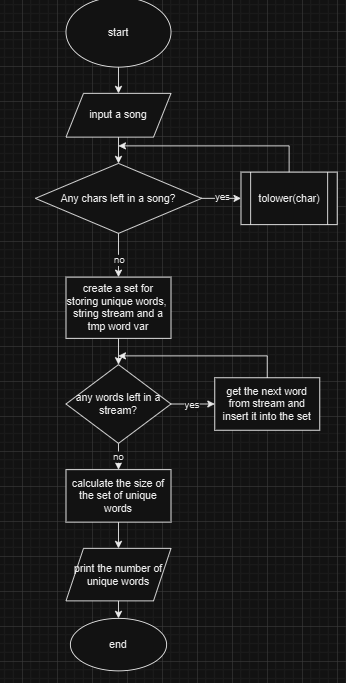 start
input a song
Any chars left in a song?
yes
tolower(char)
no
create a set for
storing unique words,
string stream and a
tmp word var
any words left in a
stream?
yes
get the next word
from stream and
insert it into the set
no
calculate the size of
the set of unique
words
print the number of
unique words
end